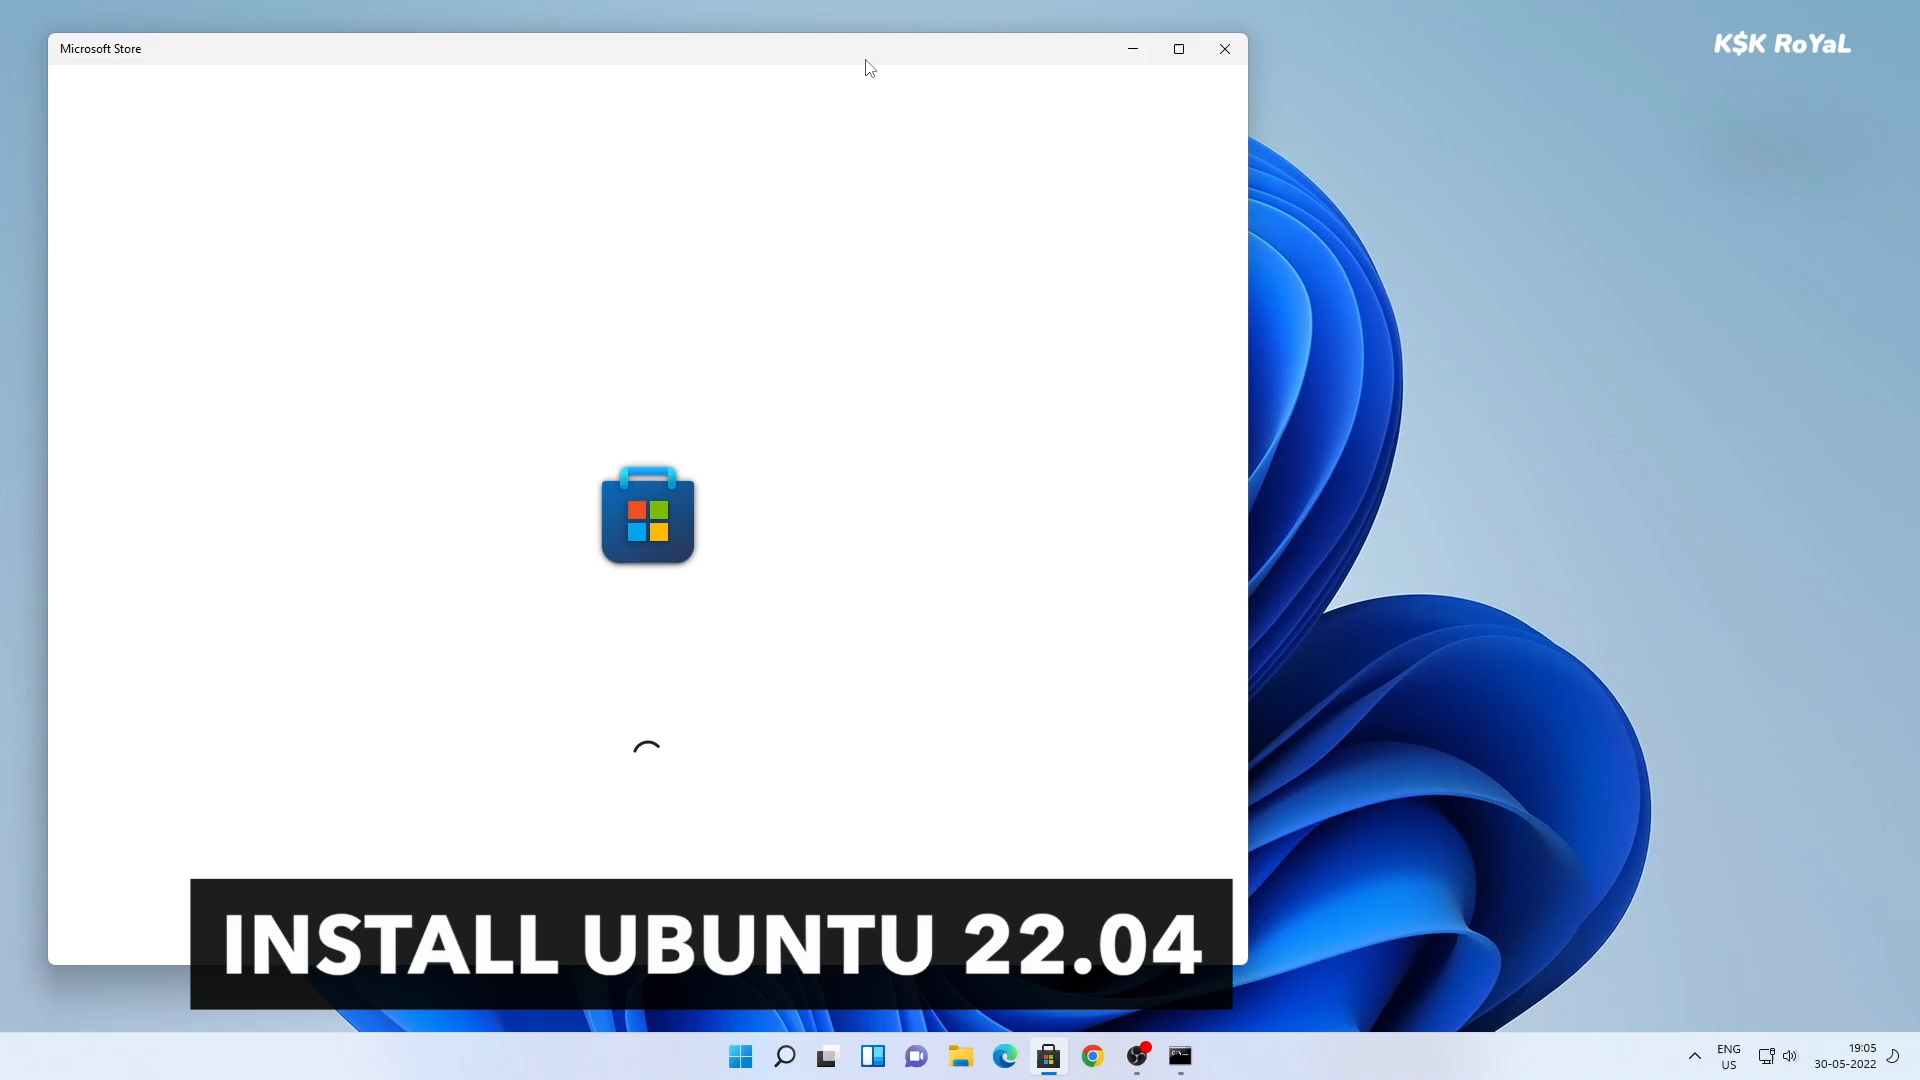 Microsoft Store
K$K RoYaL
INSTALL UBUNTU 22.04
ENG
US
19:05
30-05-2022